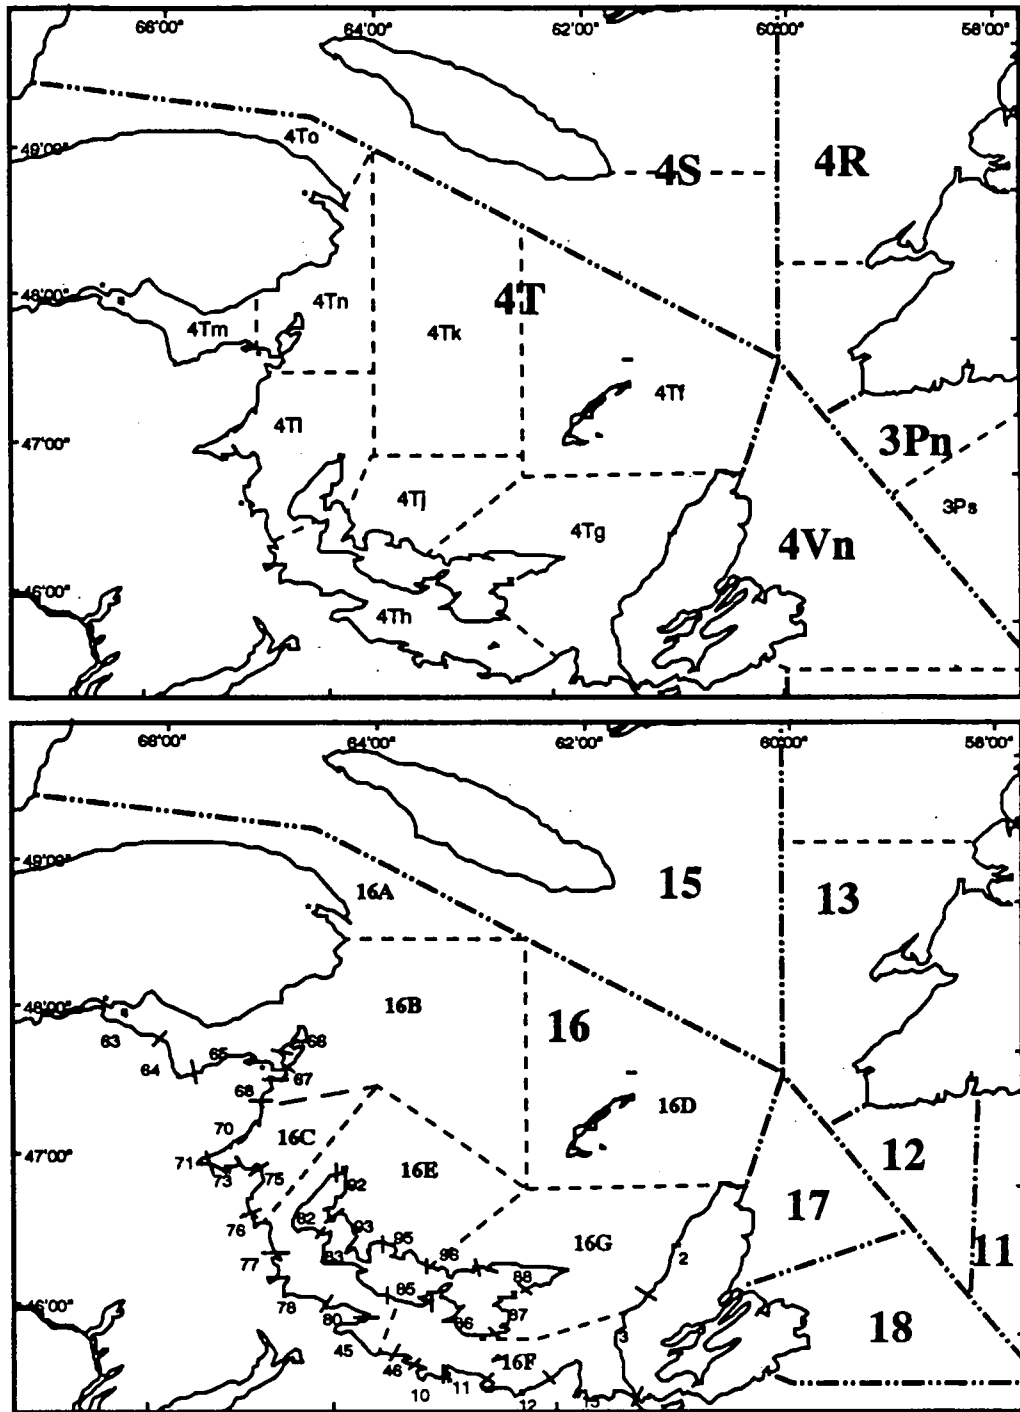 66°00" 64°00" 62°00" 60°00" 58°00"
4To
49°00"
4S 4R
48°00"
4Tn
4T
4Tm 4Tk
4Tf
4Tl
47°00"
3Pn
4Tj
3Ps
4Tg
4Vn
46°00"
4Th
66°00" 64°00" 62°00" 60°00" 58°00"
49°00"
16A 15 13
48°00"
16B 16
63 66
64 65
67
68
16D
70 16C
47°00"
71 73 75 16E 92 12
17
76 82 93
77 83 95 96 16G 2 11
88
78 85
46°00"
80 86 87
45 3 18
46 16F
10 11 12 13